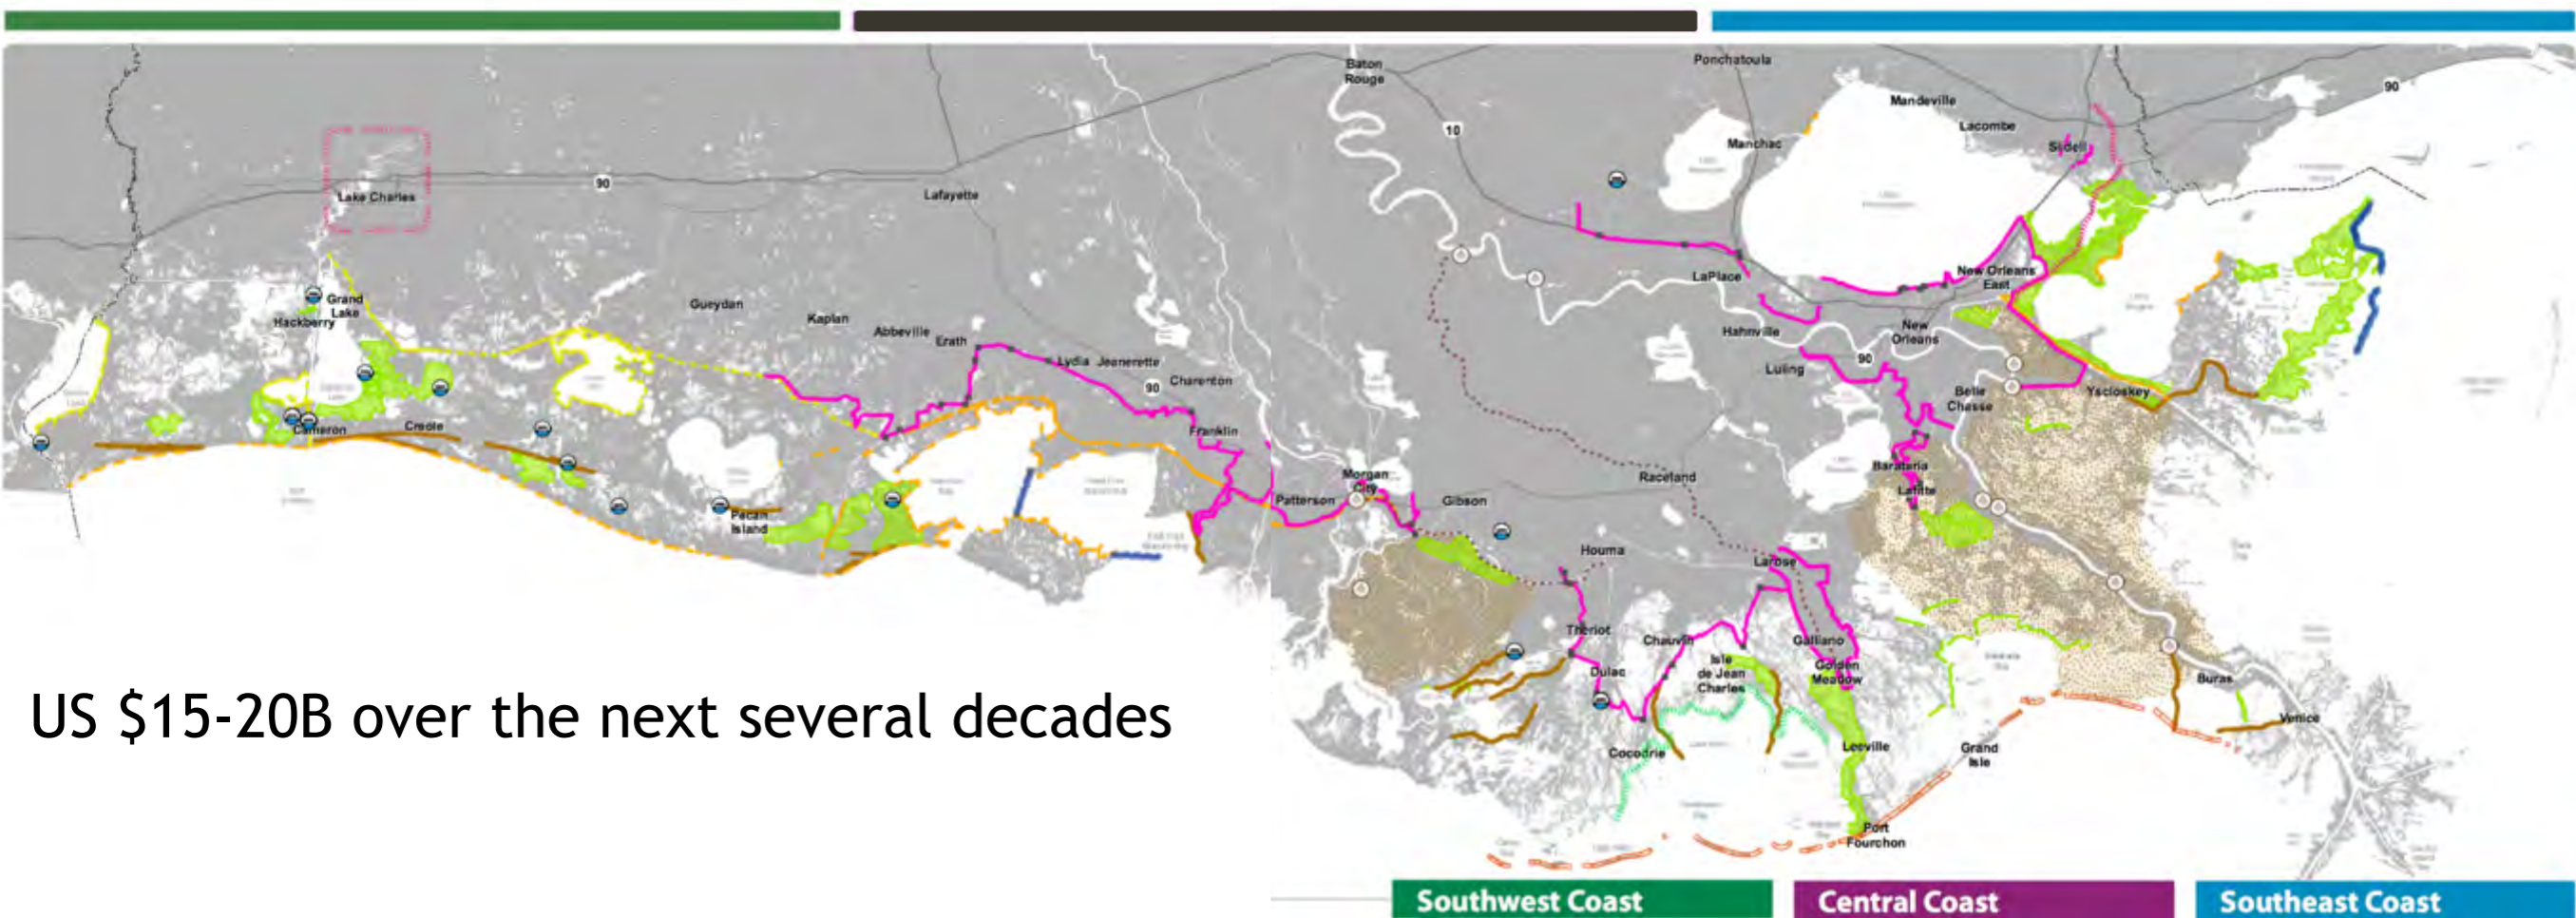 Baton
Rouge
Ponchatoula
90
Mandeville
10
Lacombe
Manchac
Slidell
90
Lake Charles
Lafayette
LaPlace
New Orleans
East
Grand
Lake
Hackberry
Gueydan
Kaplan
Abbeville
Erath
Lydia
Jeanerette
90
Charenton
Hahnville
New
Orleans
90
Luling
Belle
Chasse
Yscloskey
Cameron
Creole
Franklin
Barataria
Lafitte
Morgan
City
Raceland
Patterson
Gibson
Pecan
Island
Houma
Larose
Theriot
Chauvin
Galliano
Isle
de Jean
Charles
Dulac
Golden
Meadow
Buras
Venice
US $15-20B over the next several decades
Cocodrie
Leeville
Grand
Isle
Port
Fourchon
Southwest Coast
Central Coast
Southeast Coast